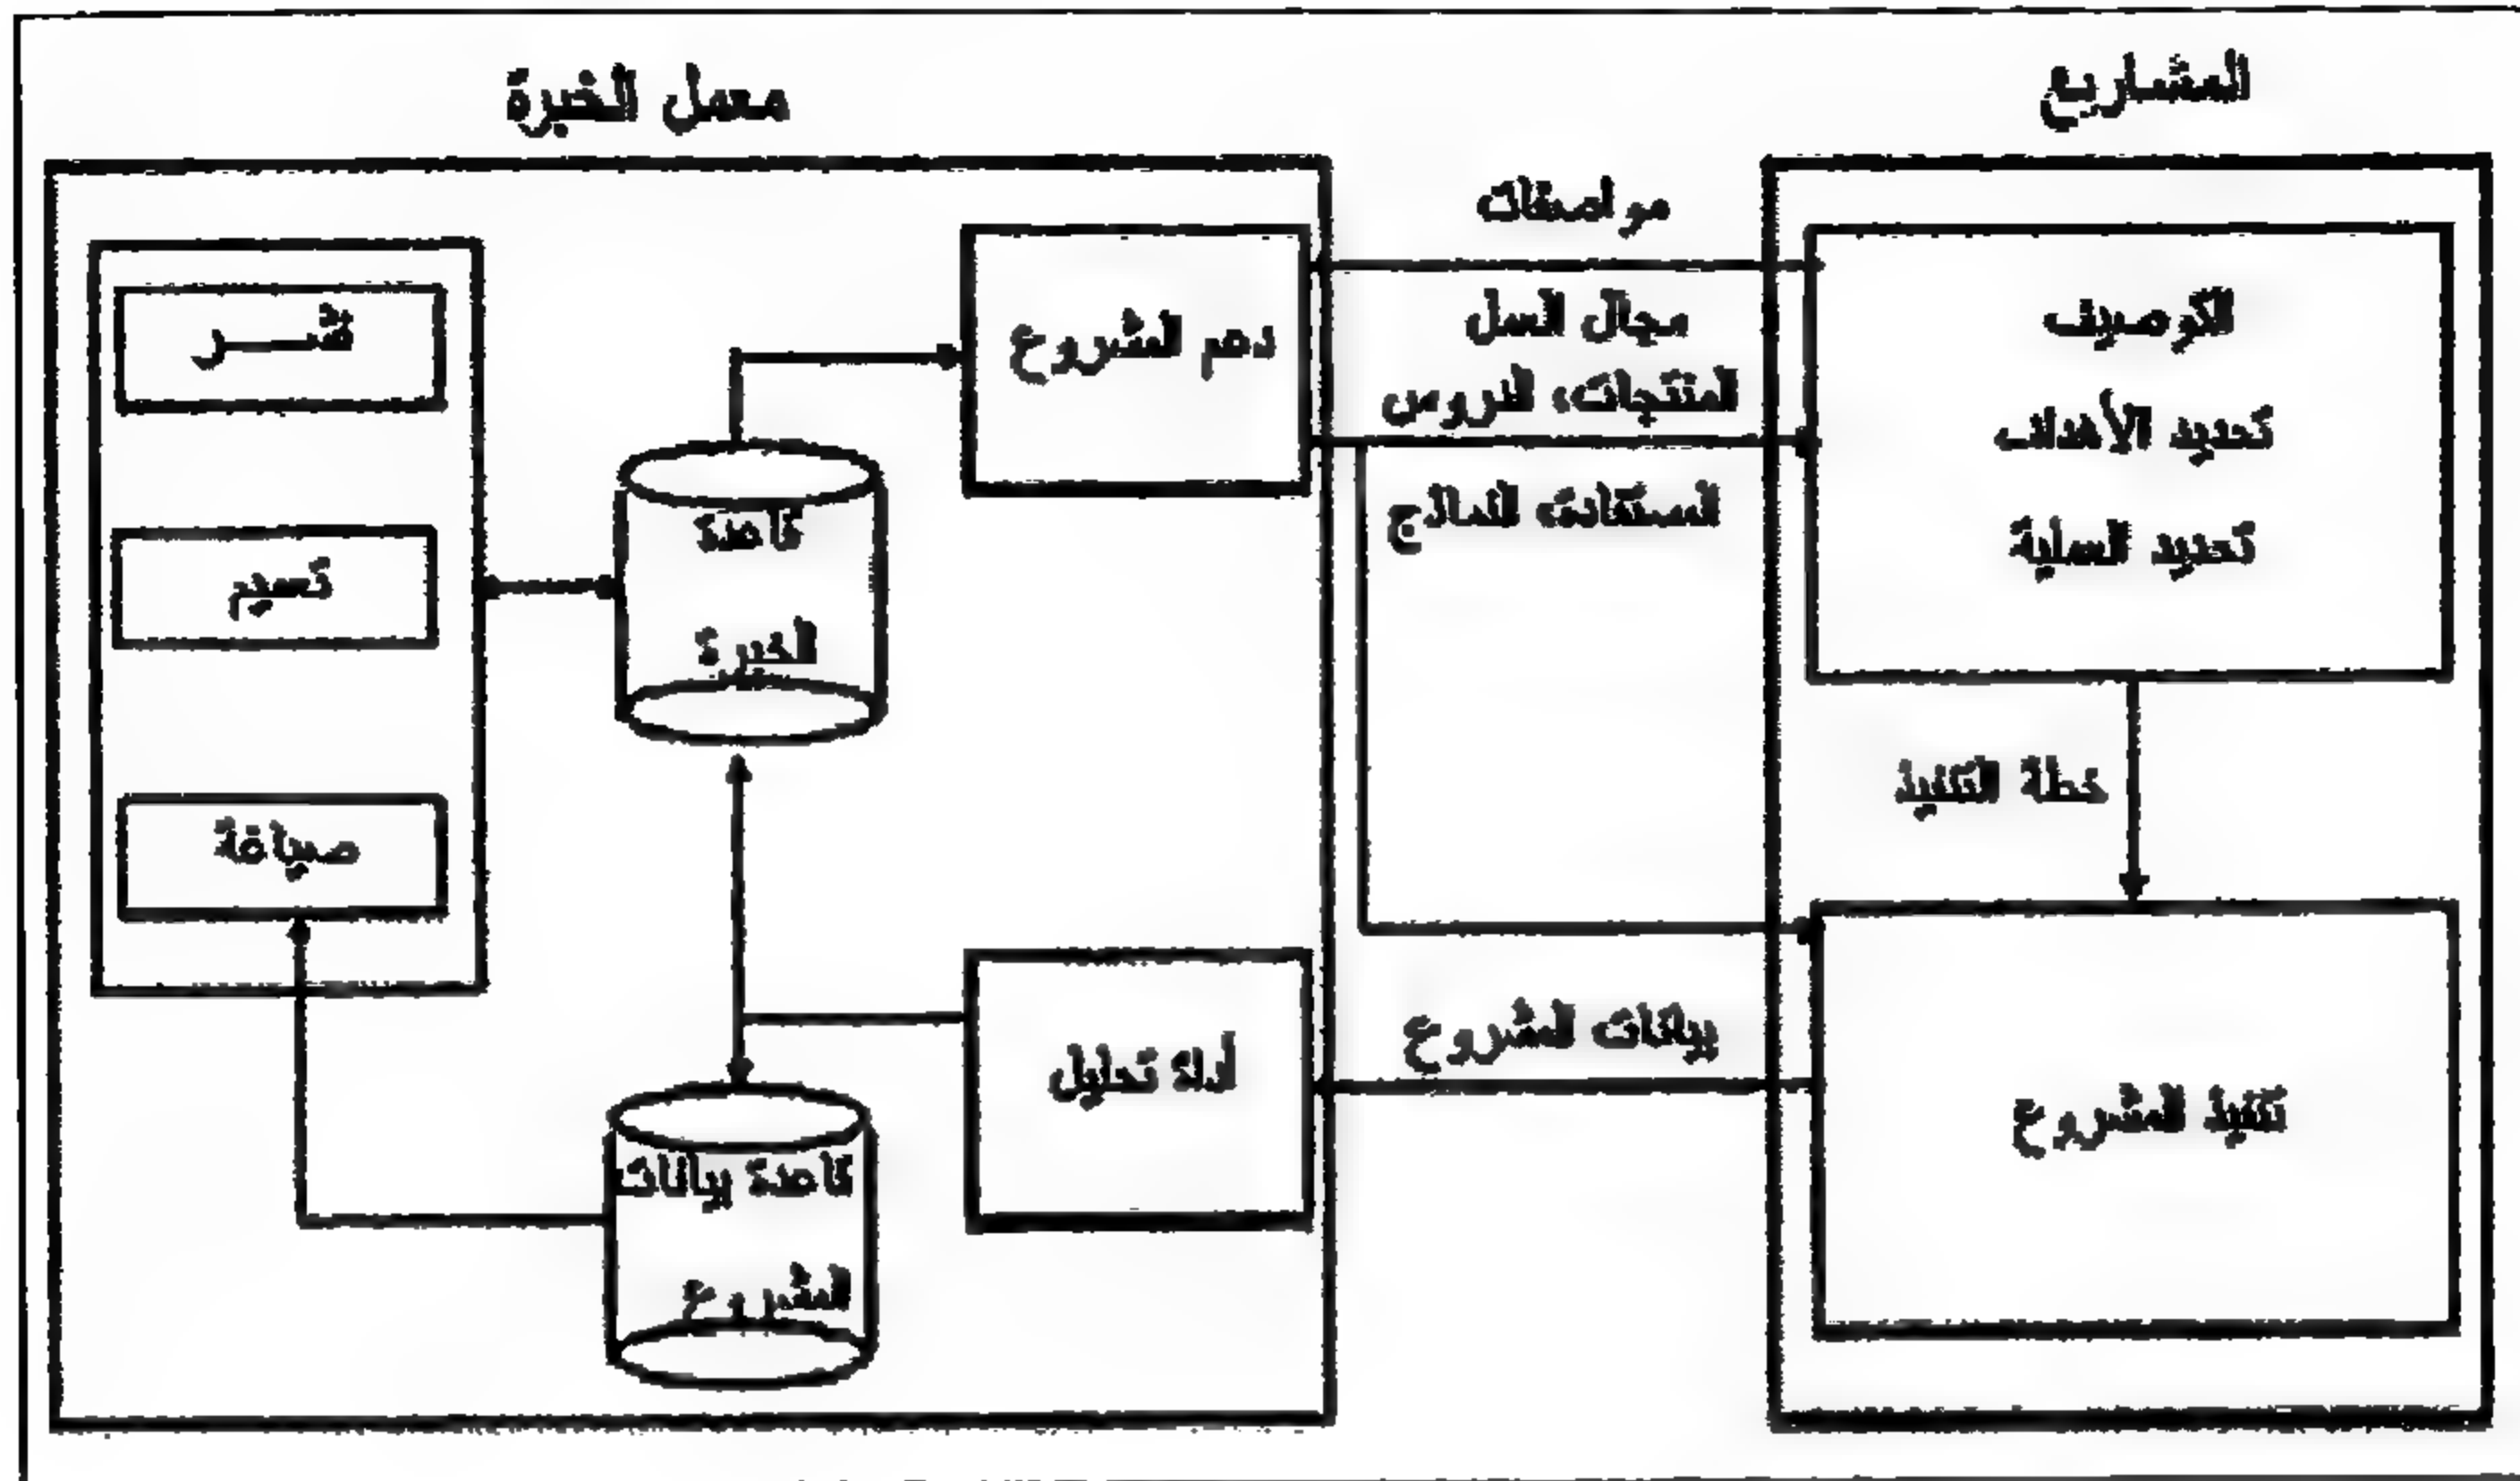 المشاريع
معمل الخبرة
مواصفات
التوصيف
تحديد الأهداف
تحديد العملية
مجال العمل
المنتجات، الدروس
النماذج
دعم المشروع
نشر
تعميم
صياغة
قاعدة
الخبرة
خطة التنفيذ
تنفيذ المشروع
بيانات المشروع
أداة تحليل
قاعدة بيانات
المشروع